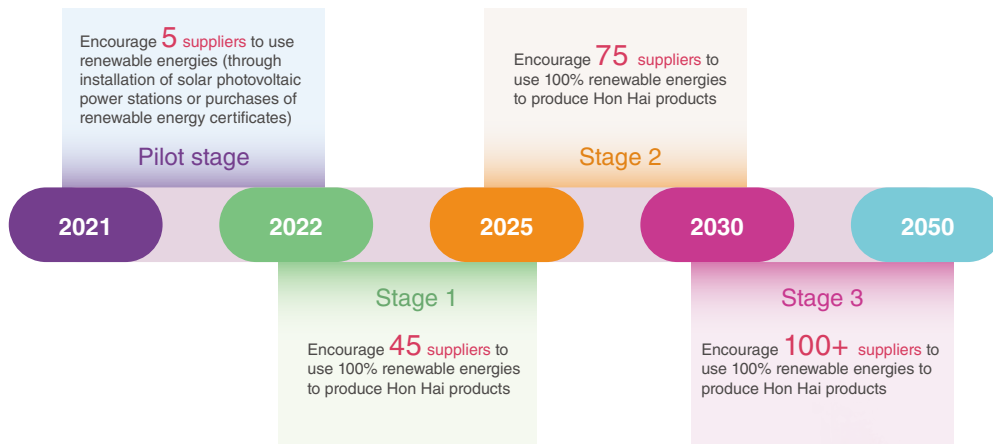 Encourage 5 suppliers to use
renewable energies (through
installation of solar photovoltaic
power stations or purchases of
renewable energy certificates)
Pilot stage
Encourage 75 suppliers to
use 100% renewable energies
to produce Hon Hai products
Stage 2
2021
2022
2025
2030
2050
Stage 1
Encourage 45 suppliers to
use 100% renewable energies
to produce Hon Hai products
Stage 3
Encourage 100+ suppliers to
use 100% renewable energies to
produce Hon Hai products